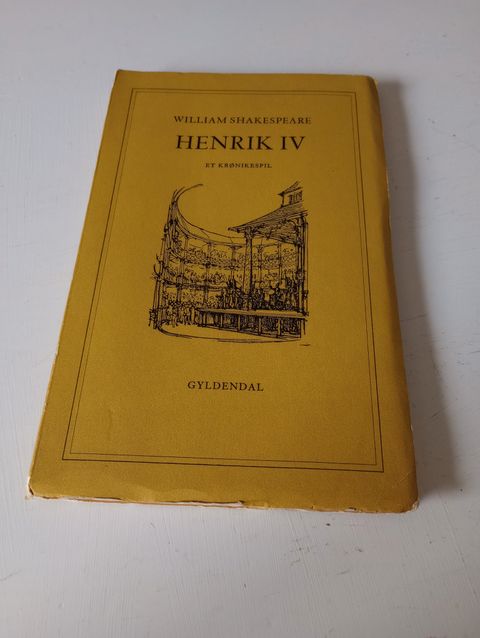 WILLIAM SHAKESPEARE
HENRIK IV
ET KRØNIKESPIL
GYLDENDAL